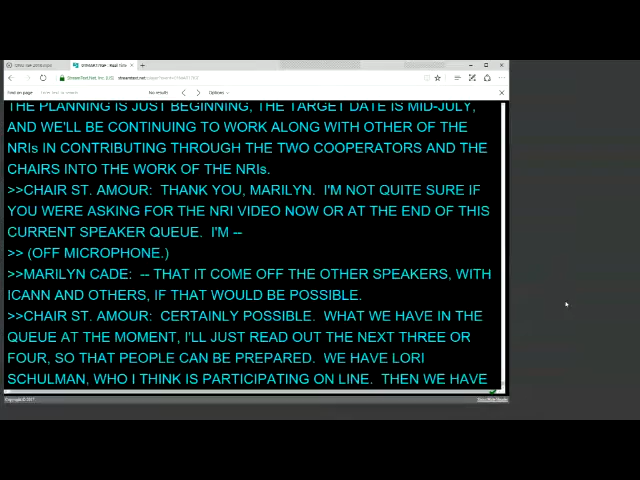 Find on page
No results
Options
THE PLANNING IS JUST BEGINNING, THE TARGET DATE IS MID-JULY,
AND WE'LL BE CONTINUING TO WORK ALONG WITH OTHER OF THE
NRIs IN CONTRIBUTING THROUGH THE TWO COOPERATORS AND THE
CHAIRS INTO THE WORK OF THE NRIs.
>>CHAIR ST. AMOUR:  THANK YOU, MARILYN.  I'M NOT QUITE SURE IF
YOU WERE ASKING FOR THE NRI VIDEO NOW OR AT THE END OF THIS
CURRENT SPEAKER QUEUE.  I'M --
>> (OFF MICROPHONE.)
>>MARILYN CADE:  -- THAT IT COME OFF THE OTHER SPEAKERS, WITH
ICANN AND OTHERS, IF THAT WOULD BE POSSIBLE.
>>CHAIR ST. AMOUR:  CERTAINLY POSSIBLE.  WHAT WE HAVE IN THE
QUEUE AT THE MOMENT, I'LL JUST READ OUT THE NEXT THREE OR
FOUR, SO THAT PEOPLE CAN BE PREPARED.  WE HAVE LORI
SCHULMAN, WHO I THINK IS PARTICIPATING ON LINE.  THEN WE HAVE